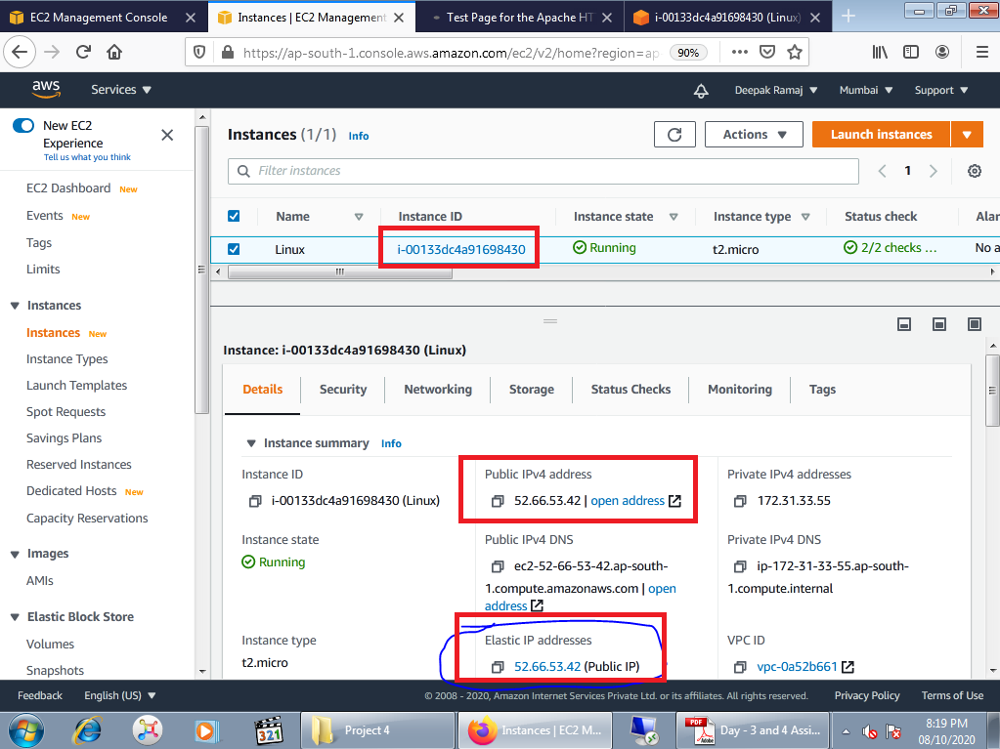 EC2 Management Console
Instances | EC2 Management
Test Page for the Apache HT
i-00133dc4a91698430 (Linux)
https://ap-south-1.console.aws.amazon.com/ec2/v2/home?region=ap
90%
aws
Services
Deepak Ramaj
Mumbai
Support
New EC2
Experience
Tell us what you think
EC2 Dashboard New
Events New
Tags
Limits
Instances
Instances New
Instance Types
Launch Templates
Spot Requests
Savings Plans
Reserved Instances
Dedicated Hosts New
Capacity Reservations
Images
AMIs
Elastic Block Store
Volumes
Snapshots
Instances (1/1) Info
Actions
Launch instances
Filter instances
1
Name Instance ID Instance state Instance type Status check Alar
Linux i-00133dc4a91698430 Running t2.micro 2/2 checks ... No a
Instance: i-00133dc4a91698430 (Linux)
Details Security Networking Storage Status Checks Monitoring Tags
Instance summary Info
Instance ID
i-00133dc4a91698430 (Linux)
Public IPv4 address
52.66.53.42 | open address
Private IPv4 addresses
172.31.33.55
Instance state
Running
Public IPv4 DNS
ec2-52-66-53-42.ap-south-
1.compute.amazonaws.com | open
address
Private IPv4 DNS
ip-172-31-33-55.ap-south-
1.compute.internal
Instance type
t2.micro
Elastic IP addresses
52.66.53.42 (Public IP)
VPC ID
vpc-0a52b661
Feedback English (US) © 2008 - 2020, Amazon Internet Services Private Ltd. or its affiliates. All rights reserved. Privacy Policy Terms of Use
321
Project 4
Instances | EC2 M...
PDF
Adobe
Day - 3 and 4 Assi...
8:19 PM
08/10/2020